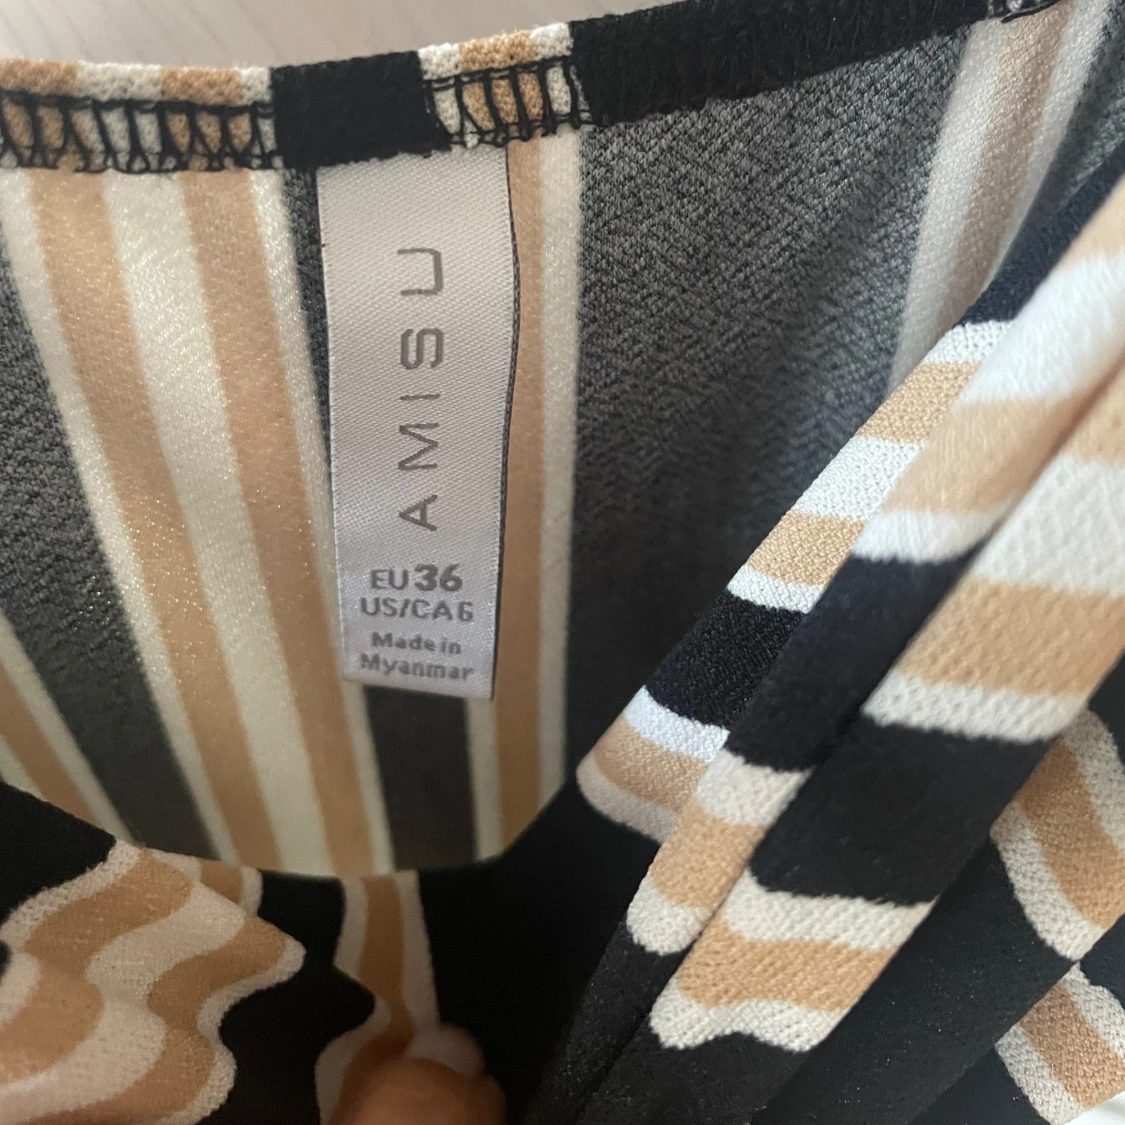 AMISU
EU 36
US/CA 6
Made in
Myanmar